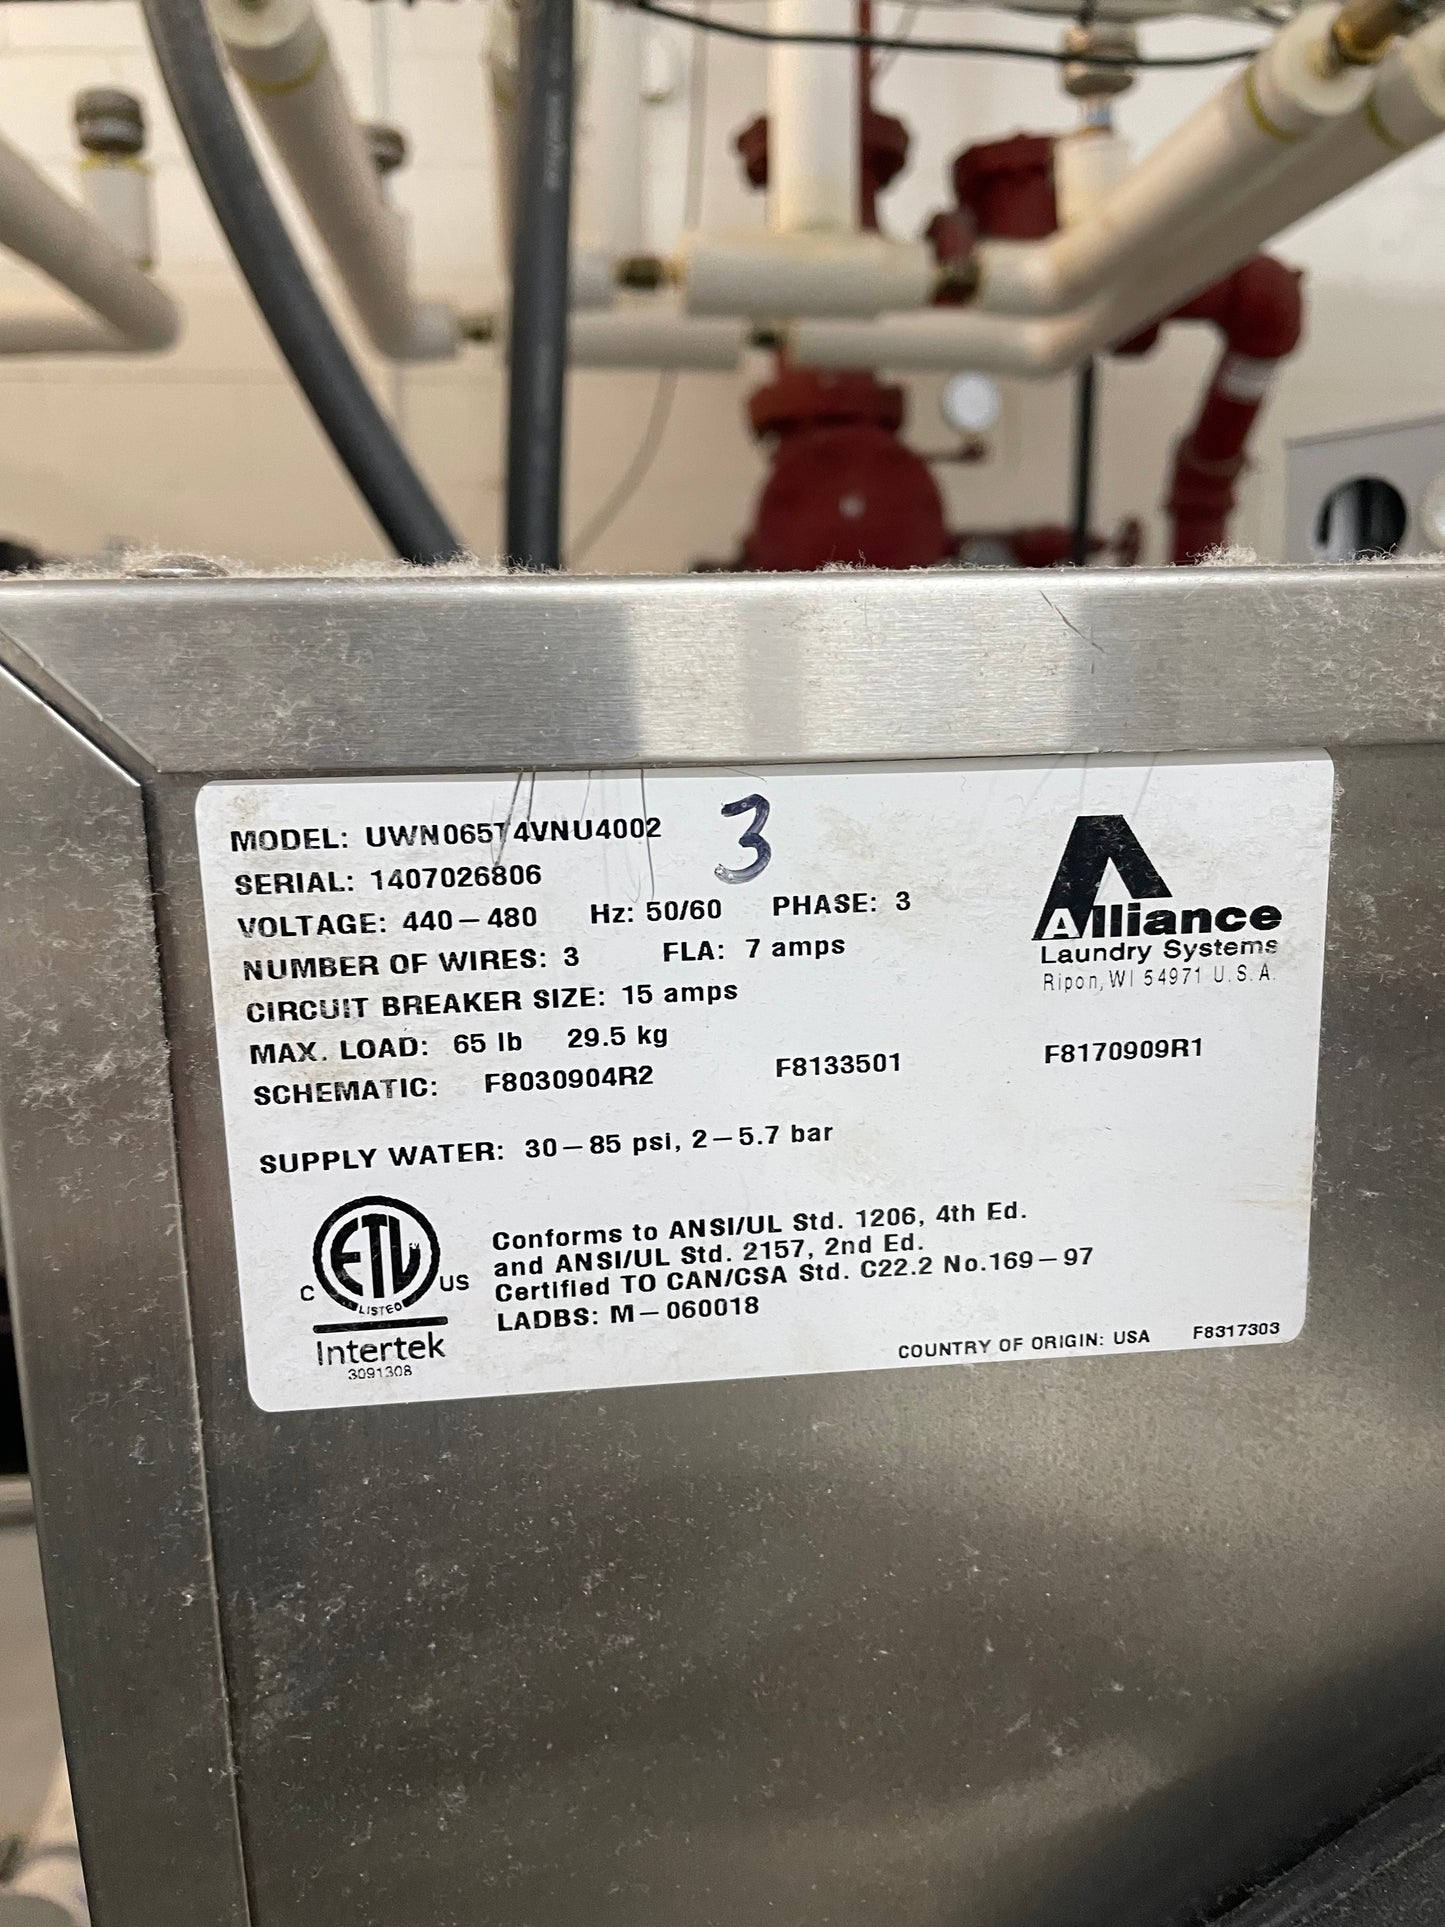 MODEL: UWN065T4VNU4002
3
SERIAL: 1407026806
VOLTAGE: 440-480 Hz: 50/60 PHASE: 3
NUMBER OF WIRES: 3 FLA: 7 amps
CIRCUIT BREAKER SIZE: 15 amps
MAX. LOAD: 65 lb 29.5 kg
SCHEMATIC: F8030904R2 F8133501 F8170909R1
Alliance
Laundry Systems
Ripon, WI 54971 U.S.A.
SUPPLY WATER: 30-85 psi, 2-5.7 bar
ETL
C US
LISTED
Intertek
3091308
Conforms to ANSI/UL Std. 1206, 4th Ed.
and ANSI/UL Std. 2157, 2nd Ed.
Certified TO CAN/CSA Std. C22.2 No.169-97
LADBS: M-060018
COUNTRY OF ORIGIN: USA F8317303